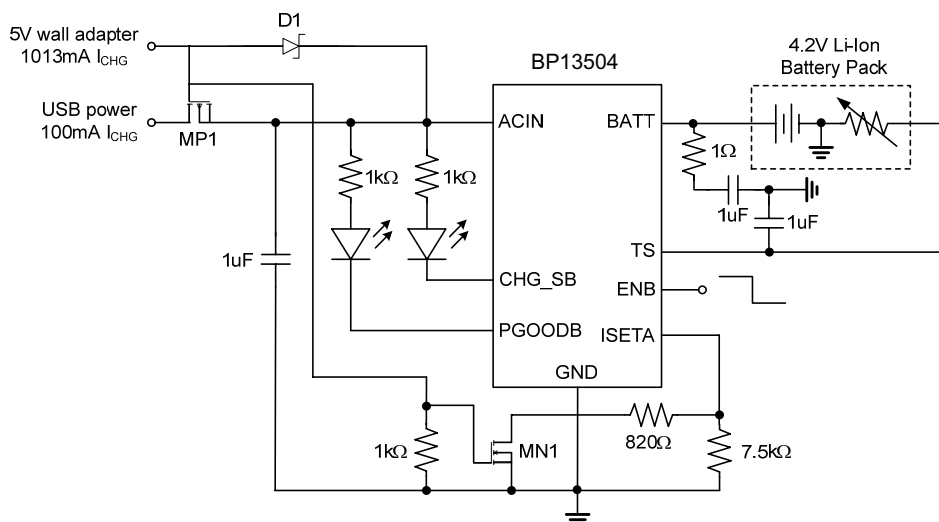 D1
5V wall adapter
1013mA ICHG
USB power
100mA ICHG
MP1
BP13504
4.2V Li-Ion
Battery Pack
ACIN
BATT
1Ω
1kΩ
1kΩ
1uF
1uF
1uF
TS
CHG_SB
ENB
PGOODB
ISETA
GND
1kΩ
MN1
820Ω
7.5kΩ